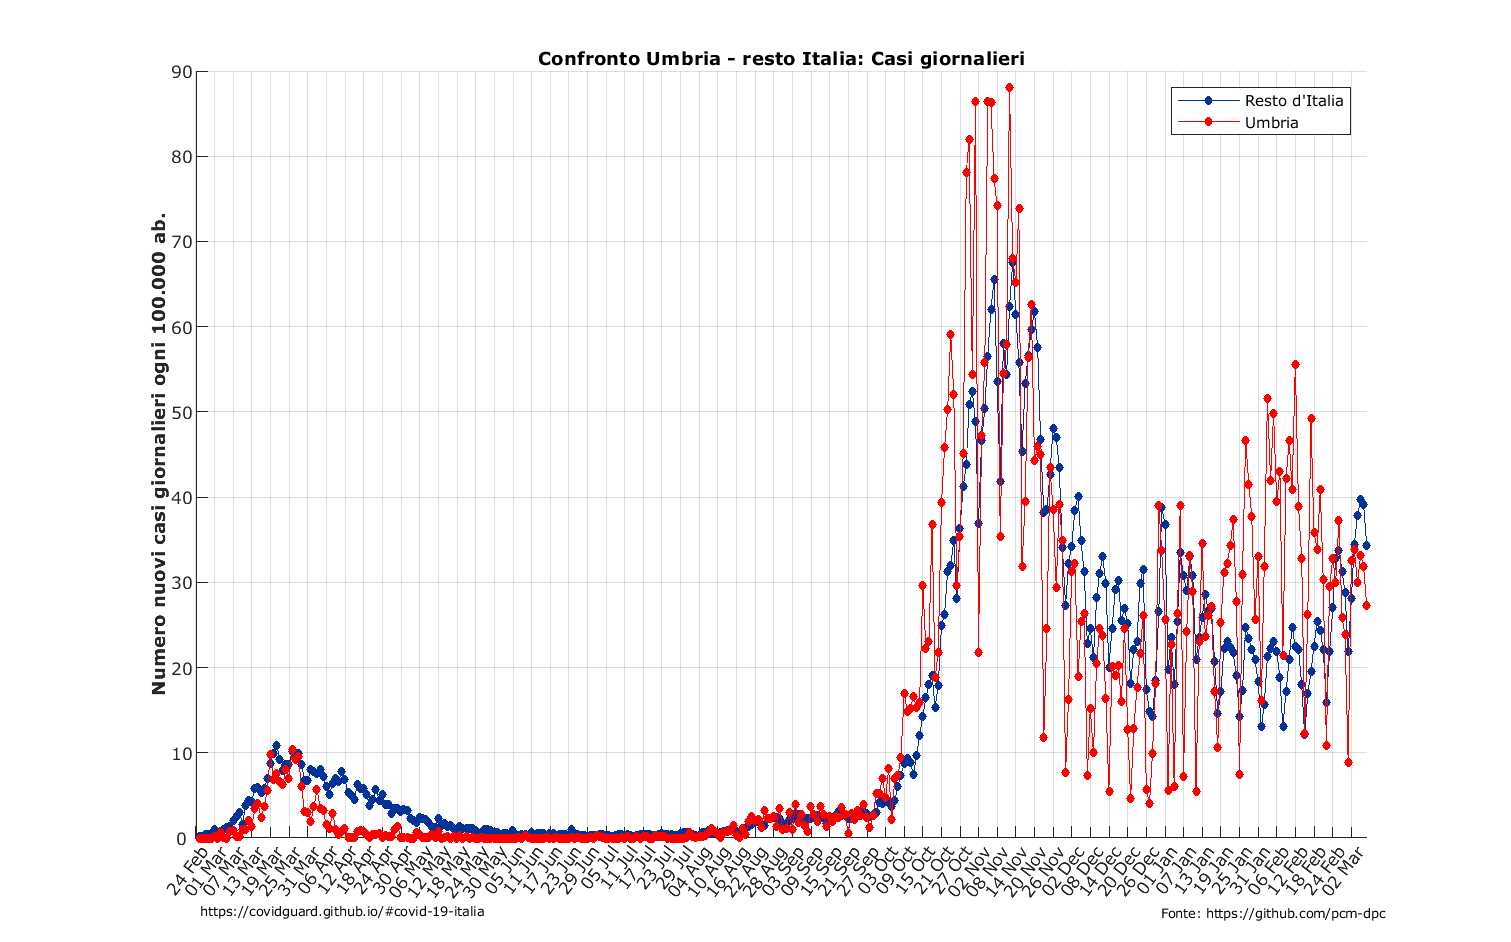 Confronto Umbria - resto Italia: Casi giornalieri
Numero nuovi casi giornalieri ogni 100.000 ab.
90
80
70
60
50
40
30
20
10
0
Resto d'Italia
Umbria
24 Feb
01 Mar
07 Mar
13 Mar
19 Mar
25 Mar
31 Mar
06 Apr
12 Apr
18 Apr
24 Apr
30 Apr
06 May
12 May
18 May
24 May
30 May
05 Jun
11 Jun
17 Jun
23 Jun
29 Jun
05 Jul
11 Jul
17 Jul
23 Jul
29 Jul
04 Aug
10 Aug
16 Aug
22 Aug
28 Aug
03 Sep
09 Sep
15 Sep
21 Sep
27 Sep
03 Oct
09 Oct
15 Oct
21 Oct
27 Oct
02 Nov
08 Nov
14 Nov
20 Nov
26 Nov
02 Dec
08 Dec
14 Dec
20 Dec
26 Dec
01 Jan
07 Jan
13 Jan
19 Jan
25 Jan
31 Jan
06 Feb
12 Feb
18 Feb
24 Feb
02 Mar
https://covidguard.github.io/#covid-19-italia
Fonte: https://github.com/pcm-dpc